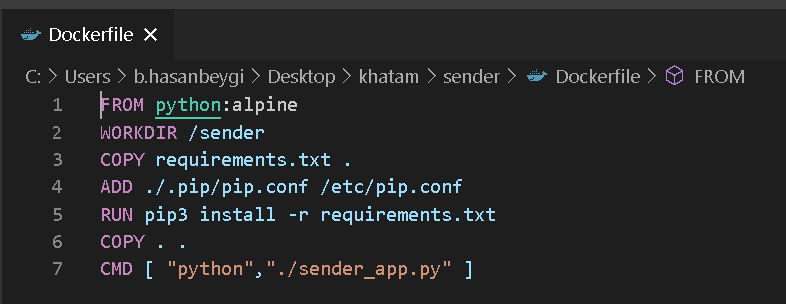 Dockerfile ×
C: > Users > b.hasanbeygi > Desktop > khatam > sender > Dockerfile > FROM
1 FROM python:alpine
2 WORKDIR /sender
3 COPY requirements.txt .
4 ADD ./.pip/pip.conf /etc/pip.conf
5 RUN pip3 install -r requirements.txt
6 COPY . .
7 CMD [ "python","./sender_app.py" ]